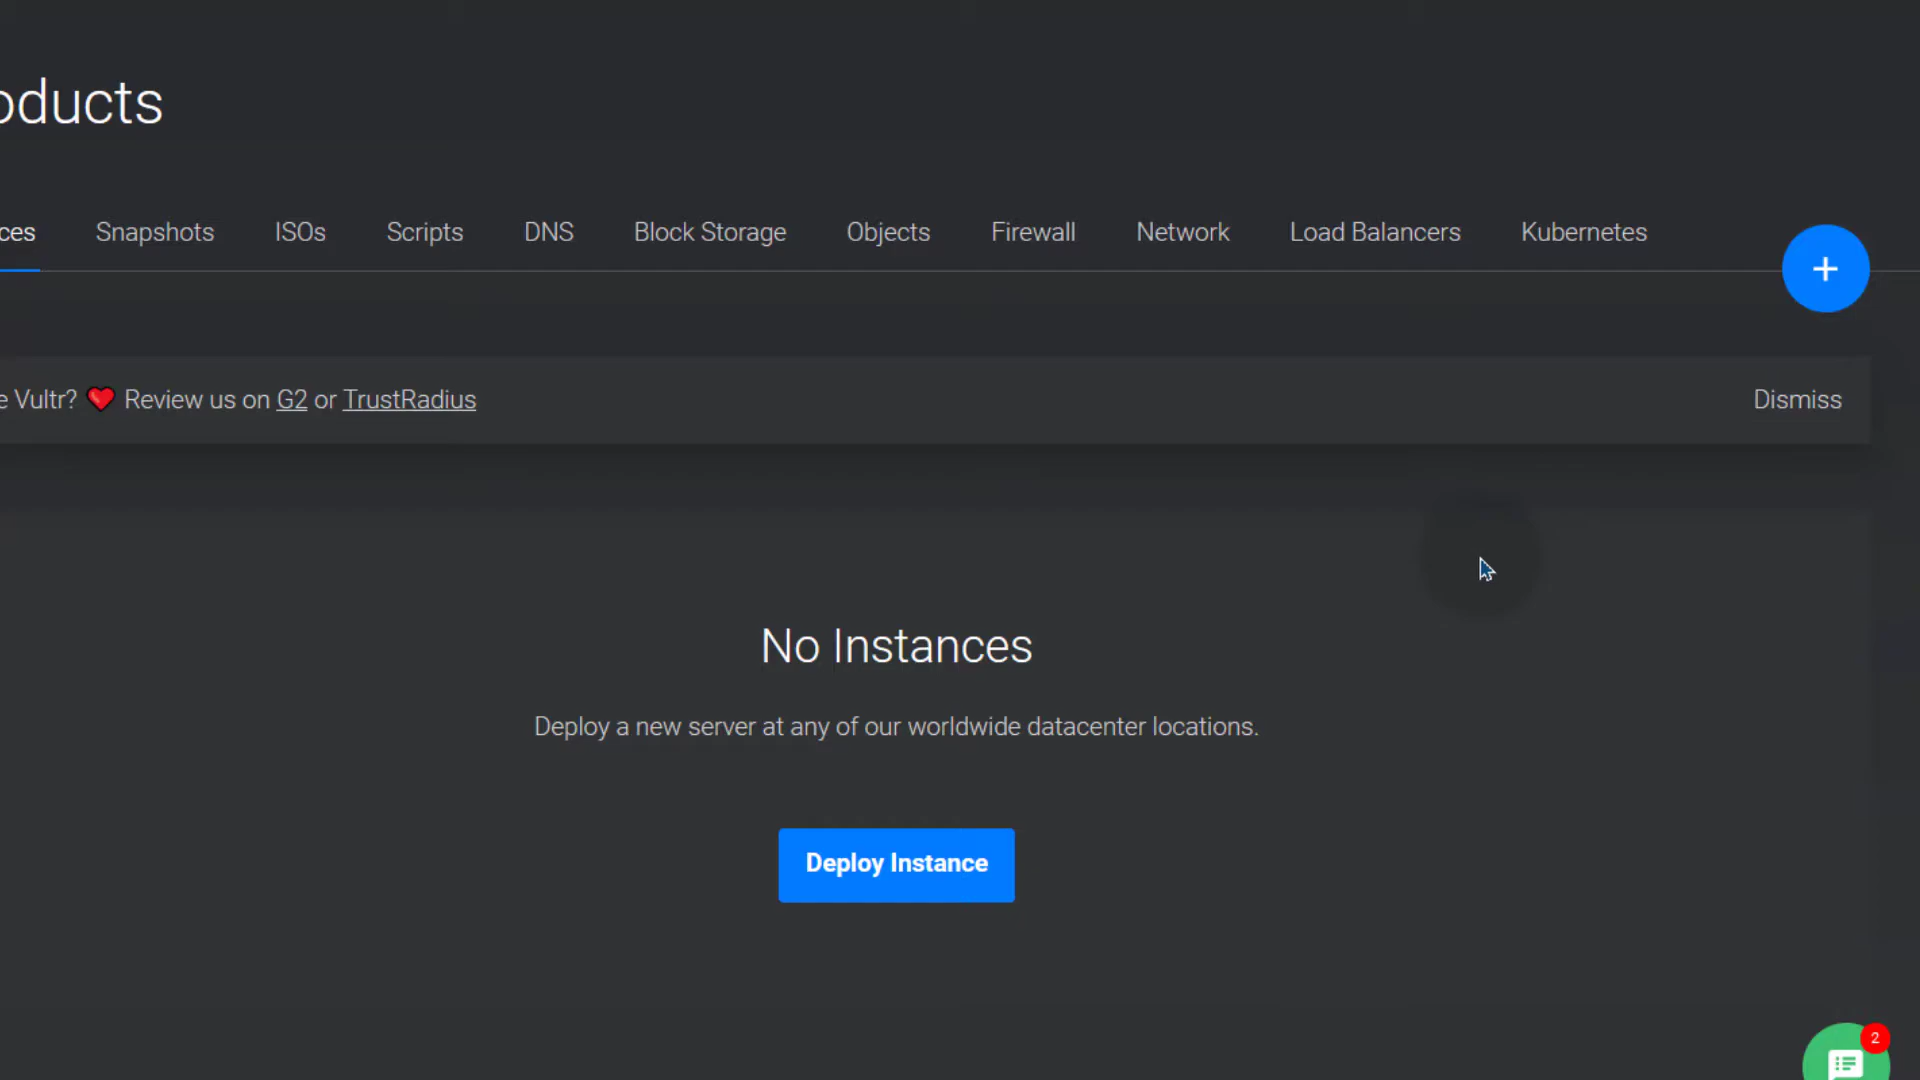 oducts
ces Snapshots ISOs Scripts DNS Block Storage Objects Firewall Network Load Balancers Kubernetes
+
e Vultr? ❤️ Review us on G2 or TrustRadius Dismiss
No Instances
Deploy a new server at any of our worldwide datacenter locations.
Deploy Instance
2